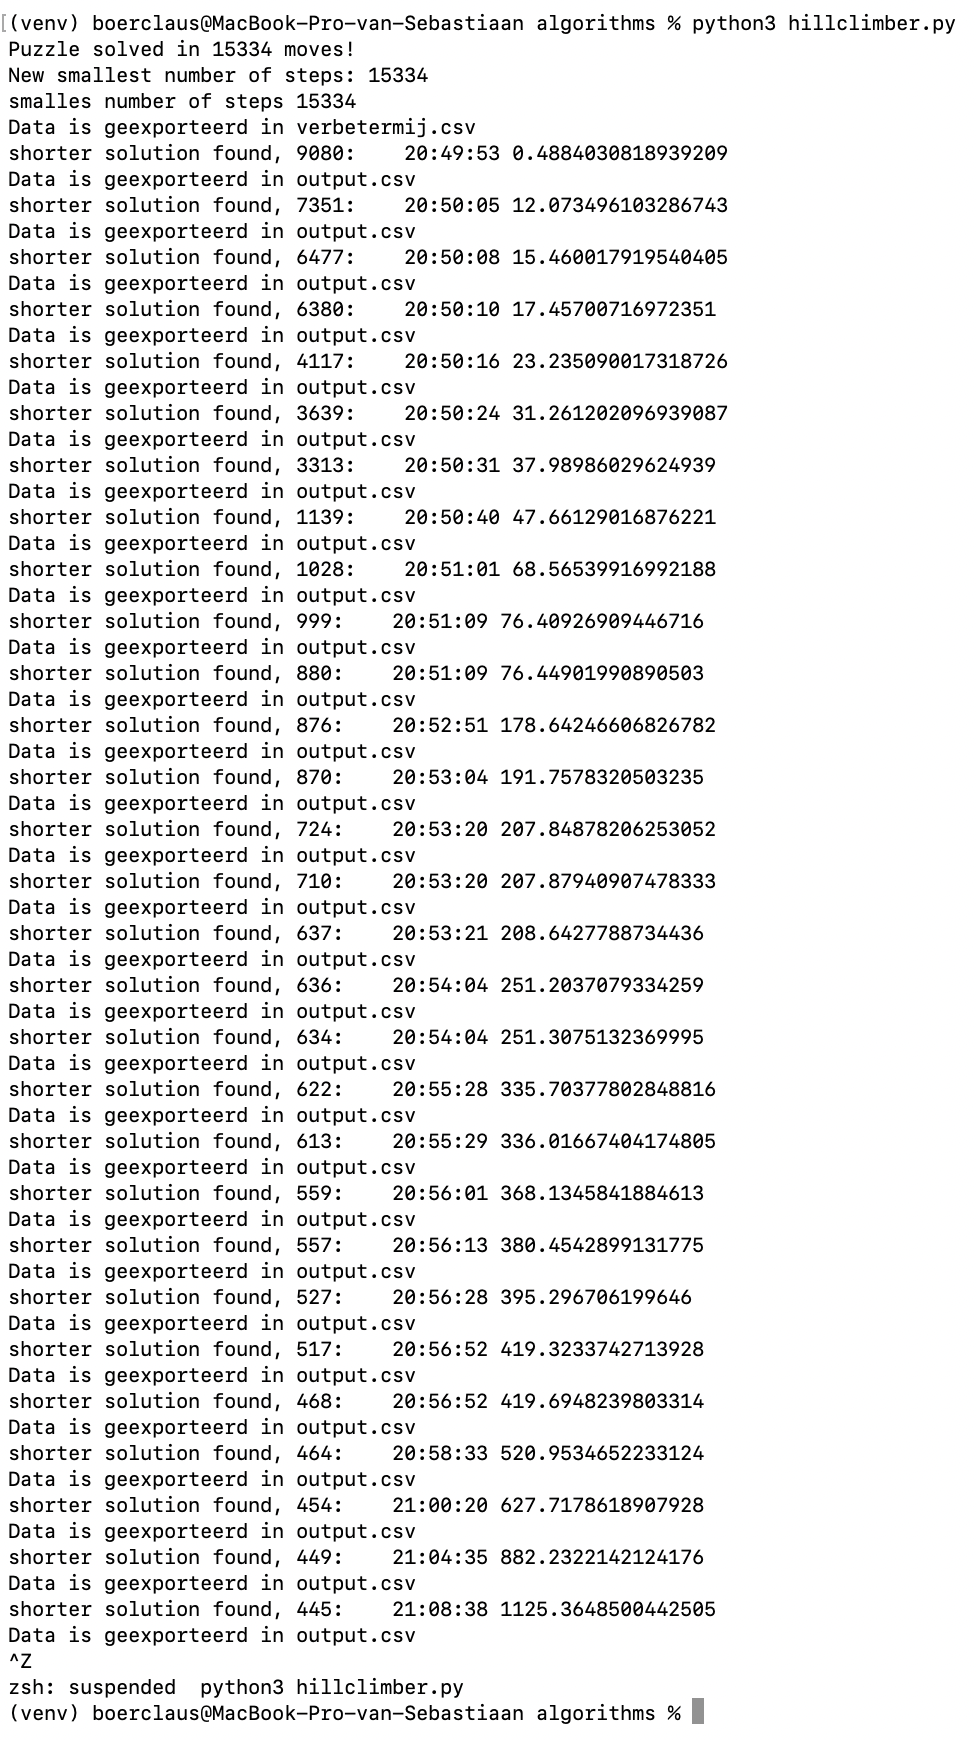 [(venv) boerclaus@MacBook-Pro-van-Sebastiaan algorithms % python3 hillclimber.py
Puzzle solved in 15334 moves!
New smallest number of steps: 15334
smalles number of steps 15334
Data is geexporteerd in verbetermij.csv
shorter solution found, 9080:    20:49:53 0.4884030818939209
Data is geexporteerd in output.csv
shorter solution found, 7351:    20:50:05 12.073496103286743
Data is geexporteerd in output.csv
shorter solution found, 6477:    20:50:08 15.460017919540405
Data is geexporteerd in output.csv
shorter solution found, 6380:    20:50:10 17.45700716972351
Data is geexporteerd in output.csv
shorter solution found, 4117:    20:50:16 23.235090017318726
Data is geexporteerd in output.csv
shorter solution found, 3639:    20:50:24 31.261202096939087
Data is geexporteerd in output.csv
shorter solution found, 3313:    20:50:31 37.98986029624939
Data is geexporteerd in output.csv
shorter solution found, 1139:    20:50:40 47.66129016876221
Data is geexporteerd in output.csv
shorter solution found, 1028:    20:51:01 68.56539916992188
Data is geexporteerd in output.csv
shorter solution found, 999:    20:51:09 76.40926909446716
Data is geexporteerd in output.csv
shorter solution found, 880:    20:51:09 76.44901990890503
Data is geexporteerd in output.csv
shorter solution found, 876:    20:52:51 178.64246606826782
Data is geexporteerd in output.csv
shorter solution found, 870:    20:53:04 191.7578320503235
Data is geexporteerd in output.csv
shorter solution found, 724:    20:53:20 207.84878206253052
Data is geexporteerd in output.csv
shorter solution found, 710:    20:53:20 207.87940907478333
Data is geexporteerd in output.csv
shorter solution found, 637:    20:53:21 208.6427788734436
Data is geexporteerd in output.csv
shorter solution found, 636:    20:54:04 251.2037079334259
Data is geexporteerd in output.csv
shorter solution found, 634:    20:54:04 251.3075132369995
Data is geexporteerd in output.csv
shorter solution found, 622:    20:55:28 335.70377802848816
Data is geexporteerd in output.csv
shorter solution found, 613:    20:55:29 336.01667404174805
Data is geexporteerd in output.csv
shorter solution found, 559:    20:56:01 368.1345841884613
Data is geexporteerd in output.csv
shorter solution found, 557:    20:56:13 380.4542899131775
Data is geexporteerd in output.csv
shorter solution found, 527:    20:56:28 395.296706199646
Data is geexporteerd in output.csv
shorter solution found, 517:    20:56:52 419.3233742713928
Data is geexporteerd in output.csv
shorter solution found, 468:    20:56:52 419.6948239803314
Data is geexporteerd in output.csv
shorter solution found, 464:    20:58:33 520.9534652233124
Data is geexporteerd in output.csv
shorter solution found, 454:    21:00:20 627.7178618907928
Data is geexporteerd in output.csv
shorter solution found, 449:    21:04:35 882.2322142124176
Data is geexporteerd in output.csv
shorter solution found, 445:    21:08:38 1125.3648500442505
Data is geexporteerd in output.csv
^Z
zsh: suspended  python3 hillclimber.py
(venv) boerclaus@MacBook-Pro-van-Sebastiaan algorithms %